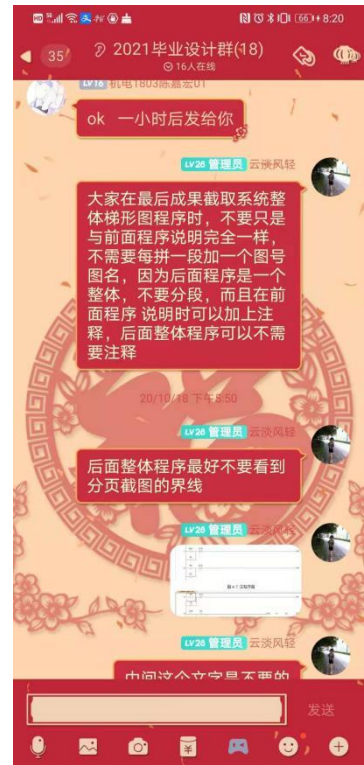 HD 5G 66 8:20
35 2021毕业设计群(18)
16人在线
LV16 机电1803陈嘉宏01
ok 一小时后发给你
LV26 管理员 云淡风轻
大家在最后成果截取系统整
体梯形图程序时，不要只是
与前面程序说明完全一样，
不需要每拼一段加一个图号
图名，因为后面程序是一个
整体，不要分段，而且在前
面程序 说明时可以加上注
释，后面整体程序可以不需
要注释
20/10/18 下午5:50
LV26 管理员 云淡风轻
后面整体程序最好不要看到
分页截图的界线
LV26 管理员 云淡风轻
LV26 管理员 云淡风轻
中间这个文字是不要的
发送